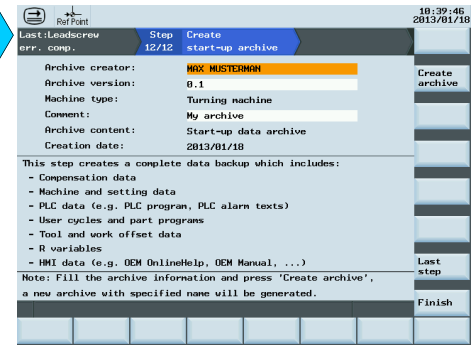 Ref Point
10:39:46
2013/01/18
Last:Leadscrew
err. comp.
Step
12/12
Create
start-up archive
Archive creator: MAX MUSTERMAN
Archive version: 0.1
Machine type: Turning machine
Comment: My archive
Archive content: Start-up data archive
Creation date: 2013/01/18
This step creates a complete data backup which includes:
- Compensation data
- Machine and setting data
- PLC data (e.g. PLC program, PLC alarm texts)
- User cycles and part programs
- Tool and work offset data
- R variables
- HMI data (e.g. OEM OnlineHelp, OEM Manual, ...)
Note: Fill the archive information and press 'Create archive',
a new archive with specified name will be generated.
Create
archive
Last
step
Finish